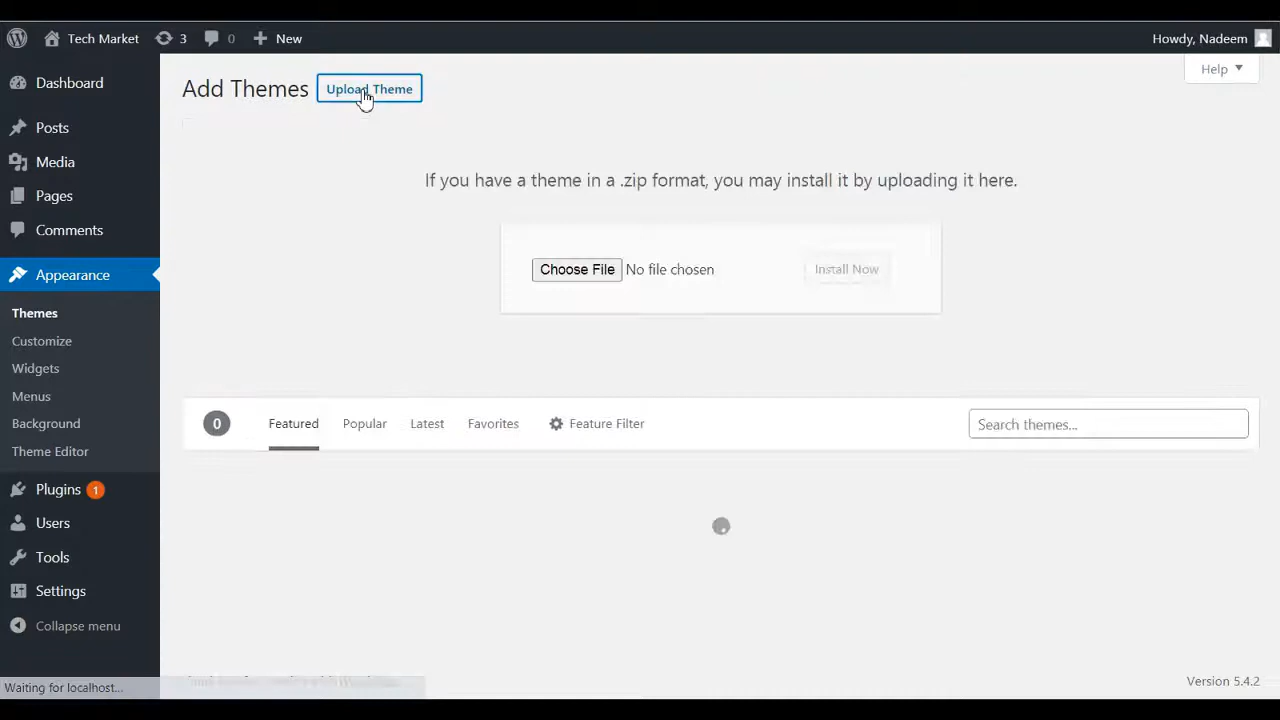 Tech Market 3 0 New Howdy, Nadeem
Dashboard
Posts
Media
Pages
Comments
Appearance
Themes
Customize
Widgets
Menus
Background
Theme Editor
Plugins 1
Users
Tools
Settings
Collapse menu
Add Themes Upload Theme Help
If you have a theme in a .zip format, you may install it by uploading it here.
Choose File No file chosen Install Now
0 Featured Popular Latest Favorites Feature Filter Search themes...
Waiting for localhost...
Version 5.4.2